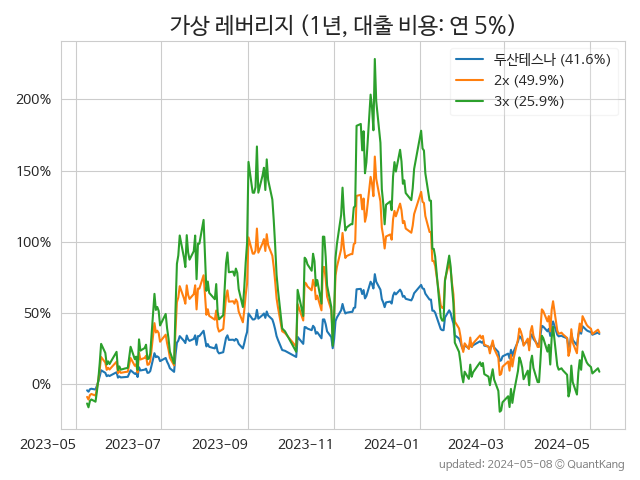 가상 레버리지 (1년, 대출 비용: 연 5%)
두산테스나 (41.6%)
2x (49.9%)
3x (25.9%)
200%
150%
100%
50%
0%
2023-05
2023-07
2023-09
2023-11
2024-01
2024-03
2024-05
updated: 2024-05-08 © QuantKang